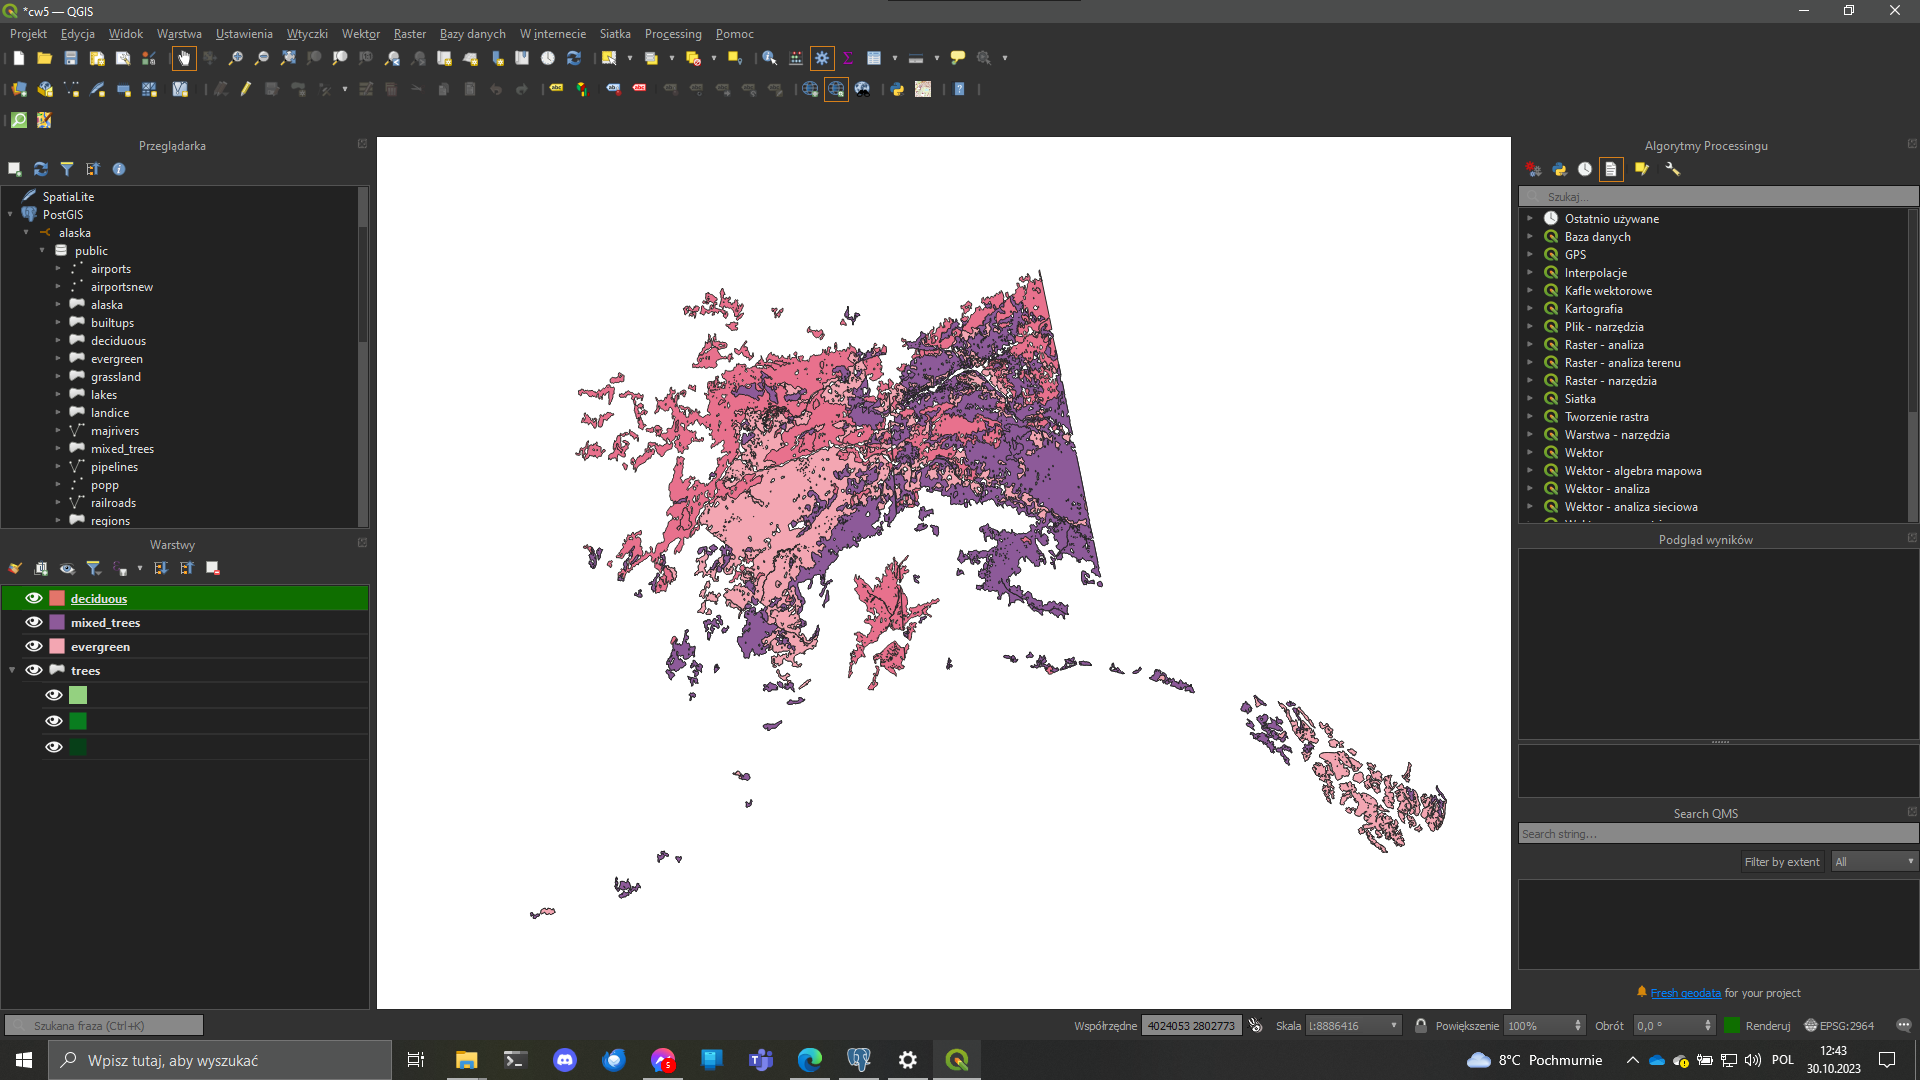 *cw5 — QGIS
Projekt Edycja Widok Warstwa Ustawienia Wtyczki Wektor Raster Bazy danych W internecie Siatka Processing Pomoc
Przeglądarka
SpatiaLite
PostGIS
alaska
public
airports
airportsnew
alaska
builtups
deciduous
evergreen
grassland
lakes
landice
majrivers
mixed_trees
pipelines
popp
railroads
regions
Warstwy
deciduous
mixed_trees
evergreen
trees
Algorytmy Processingu
Szukaj...
Ostatnio używane
Baza danych
GPS
Interpolacje
Kafle wektorowe
Kartografia
Plik - narzędzia
Raster - analiza
Raster - analiza terenu
Raster - narzędzia
Siatka
Tworzenie rastra
Warstwa - narzędzia
Wektor
Wektor - algebra mapowa
Wektor - analiza
Wektor - analiza sieciowa
Podgląd wyników
Search QMS
Search string...
Filter by extent All
Fresh geodata for your project
Szukana fraza (Ctrl+K)
Współrzędne 4024053 2802773 Skala 1:8886416 Powiększenie 100% Obrót 0,0 ° Renderuj EPSG:2964
Wpisz tutaj, aby wyszukać
5
8°C Pochmurnie
POL
12:43
30.10.2023